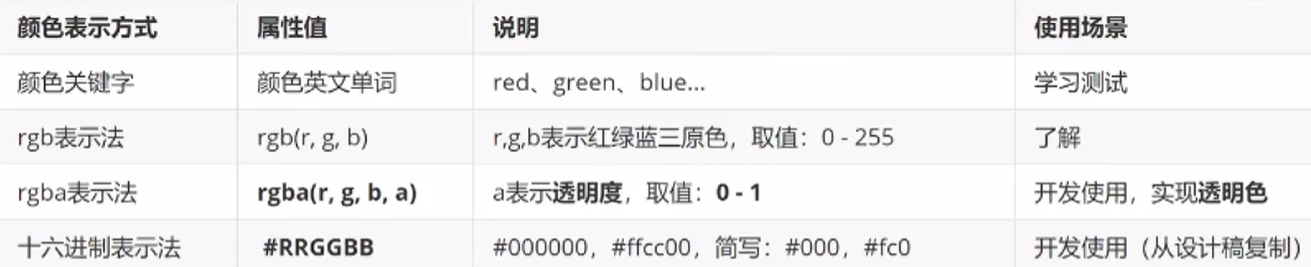 颜色表示方式 属性值 说明 使用场景
颜色关键字 颜色英文单词 red、green、blue... 学习测试
rgb表示法 rgb(r, g, b) r,g,b表示红绿蓝三原色，取值：0 - 255 了解
rgba表示法 rgba(r, g, b, a) a表示透明度，取值：0 - 1 开发使用，实现透明色
十六进制表示法 #RRGGBB #000000，#ffcc00，简写：#000，#fc0 开发使用（从设计稿复制）